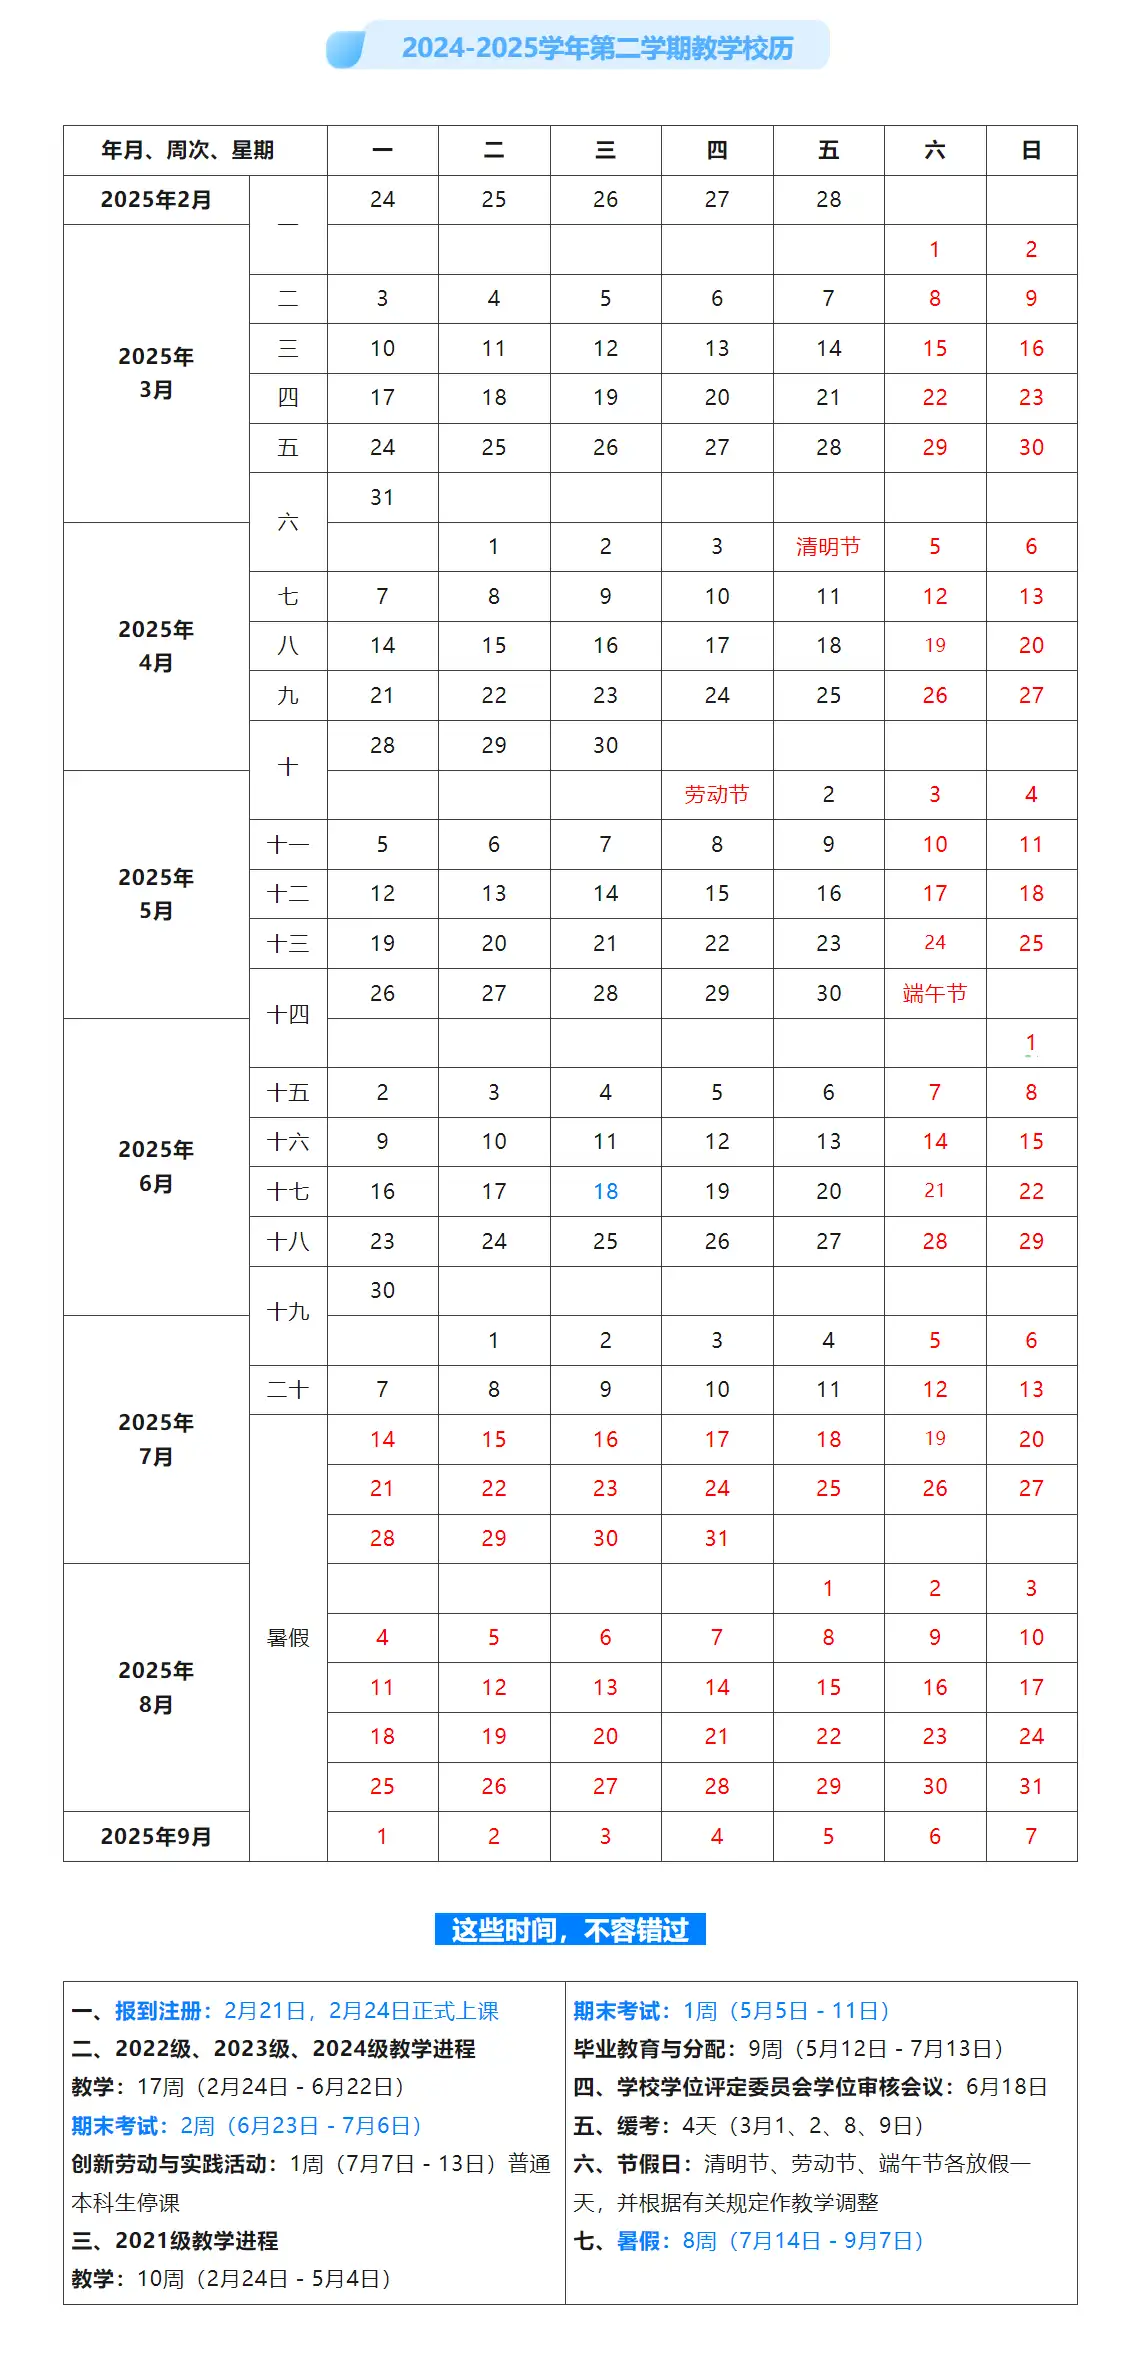 2024-2025学年第二学期教学校历
年月、周次、星期 一 二 三 四 五 六 日
2025年2月 一 24 25 26 27 28
1 2
2025年
3月
二 3 4 5 6 7 8 9
三 10 11 12 13 14 15 16
四 17 18 19 20 21 22 23
五 24 25 26 27 28 29 30
六 31
2025年
4月
1 2 3 清明节 5 6
七 7 8 9 10 11 12 13
八 14 15 16 17 18 19 20
九 21 22 23 24 25 26 27
十 28 29 30
2025年
5月
劳动节 2 3 4
十一 5 6 7 8 9 10 11
十二 12 13 14 15 16 17 18
十三 19 20 21 22 23 24 25
十四 26 27 28 29 30 端午节
2025年
6月
1
十五 2 3 4 5 6 7 8
十六 9 10 11 12 13 14 15
十七 16 17 18 19 20 21 22
十八 23 24 25 26 27 28 29
十九 30
2025年
7月
1 2 3 4 5 6
二十 7 8 9 10 11 12 13
暑假 14 15 16 17 18 19 20
21 22 23 24 25 26 27
28 29 30 31
2025年
8月
1 2 3
4 5 6 7 8 9 10
11 12 13 14 15 16 17
18 19 20 21 22 23 24
25 26 27 28 29 30 31
2025年9月 1 2 3 4 5 6 7
这些时间，不容错过
一、报到注册：2月21日，2月24日正式上课
二、2022级、2023级、2024级教学进程
教学：17周（2月24日－6月22日）
期末考试：2周（6月23日－7月6日）
创新劳动与实践活动：1周（7月7日－13日）普通
本科生停课
三、2021级教学进程
教学：10周（2月24日－5月4日）
期末考试：1周（5月5日－11日）
毕业教育与分配：9周（5月12日－7月13日）
四、学校学位评定委员会学位审核会议：6月18日
五、缓考：4天（3月1、2、8、9日）
六、节假日：清明节、劳动节、端午节各放假一
天，并根据有关规定作教学调整
七、暑假：8周（7月14日－9月7日）